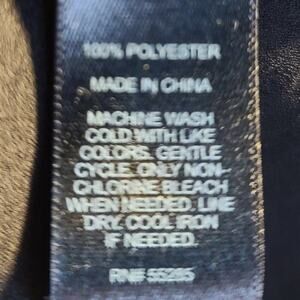 100% POLYESTER
MADE IN CHINA
MACHINE WASH
COLD WITH LIKE
COLORS. GENTLE
CYCLE. ONLY NON-
CHLORINE BLEACH
WHEN NEEDED. LINE
DRY. COOL IRON
IF NEEDED.
RN# 55285